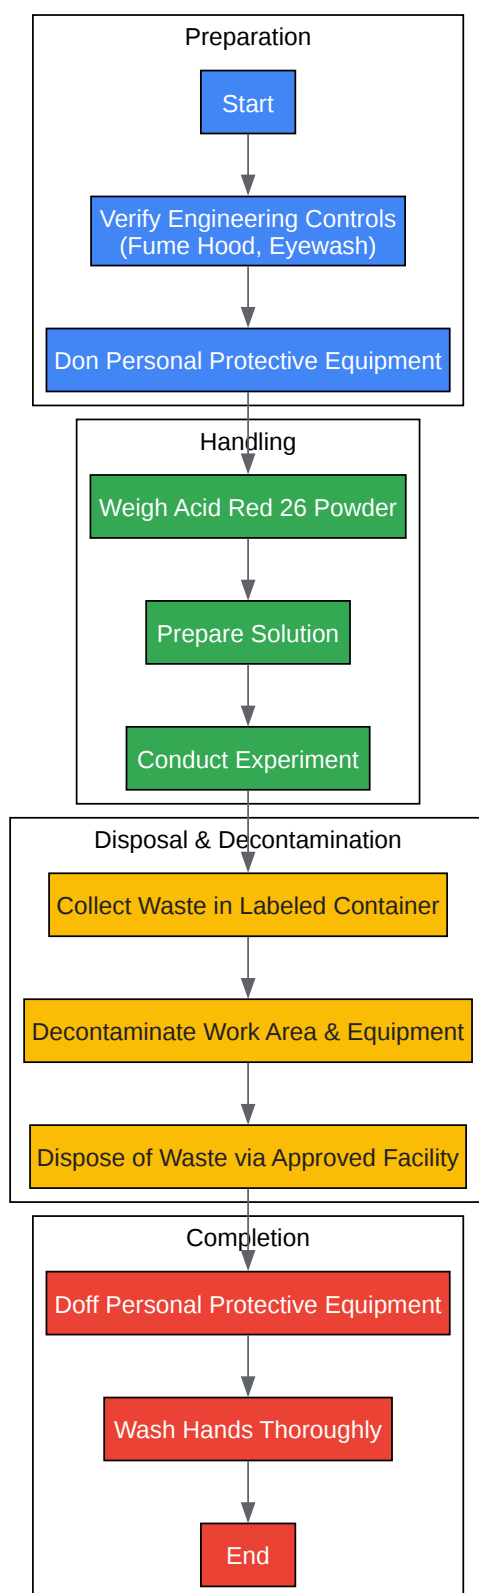 Preparation
Start
Verify Engineering Controls
(Fume Hood, Eyewash)
Don Personal Protective Equipment
Handling
Weigh Acid Red 26 Powder
Prepare Solution
Conduct Experiment
Disposal & Decontamination
Collect Waste in Labeled Container
Decontaminate Work Area & Equipment
Dispose of Waste via Approved Facility
Completion
Doff Personal Protective Equipment
Wash Hands Thoroughly
End